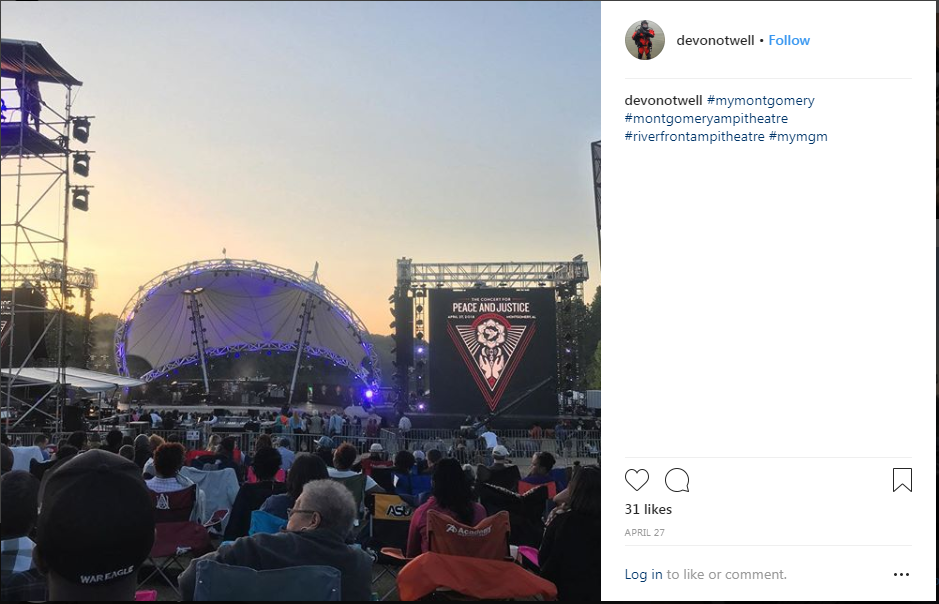 devonotwell • Follow
devonotwell #mymontgomery
#montgomeryampitheatre
#riverfrontampitheatre #mymgm
THE CONCERT FOR
PEACE AND JUSTICE
APRIL 27, 2018 MONTGOMERY, AL
ASU
Academy
WAR EAGLE
31 likes
APRIL 27
Log in to like or comment.